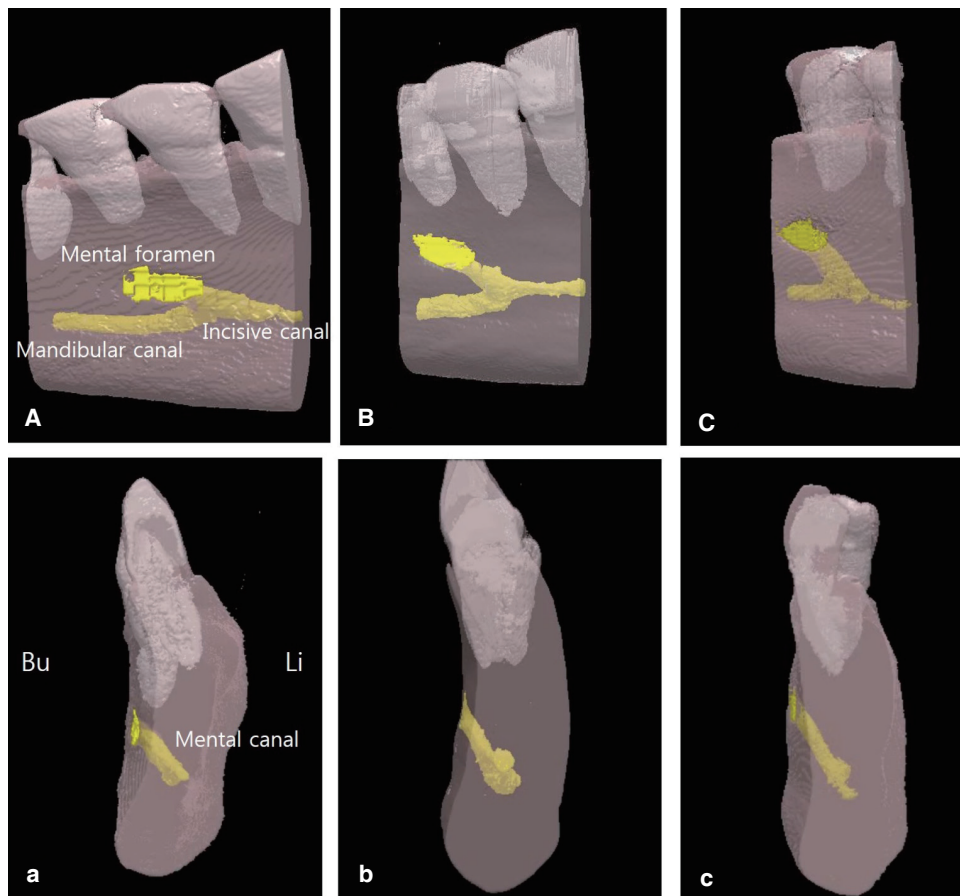 Mental foramen
Incisive canal
Mandibular canal
A
B
C
Bu
Li
Mental canal
a
b
c